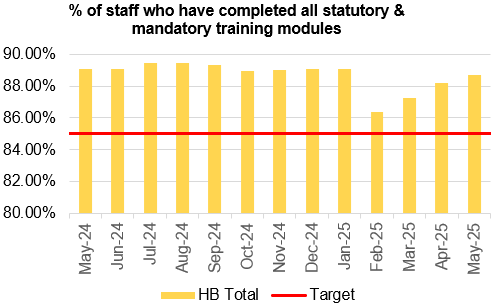 % of staff who have completed all statutory &
mandatory training modules
90.00%
88.00%
86.00%
84.00%
82.00%
80.00%
May-24
Jun-24
Jul-24
Aug-24
Sep-24
Oct-24
Nov-24
Dec-24
Jan-25
Feb-25
Mar-25
Apr-25
May-25
HB Total
Target